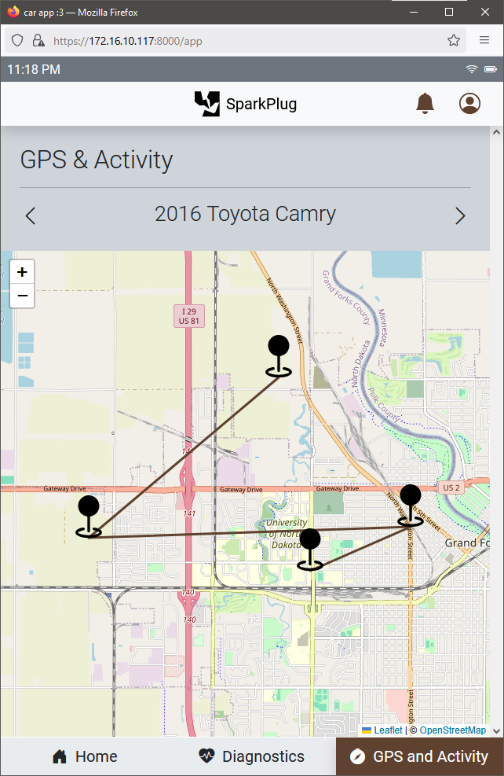 car app :3 — Mozilla Firefox
https://172.16.10.117:8000/app
11:18 PM
SparkPlug
GPS & Activity
2016 Toyota Camry
+
−
North Washington Street
Grand Forks County
Minnesota
I 29
US 81
North Dakota
Polk County
141
Gateway Drive
Gateway Drive
Gateway Drive
US 2
141
University
of North
Dakota
Grand Fo
140
140
Leaflet | © OpenStreetMap
Home
Diagnostics
GPS and Activity